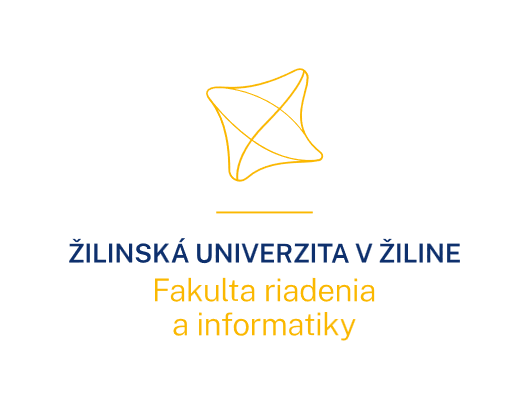 ŽILINSKÁ UNIVERZITA V ŽILINE
Fakulta riadenia
a informatiky